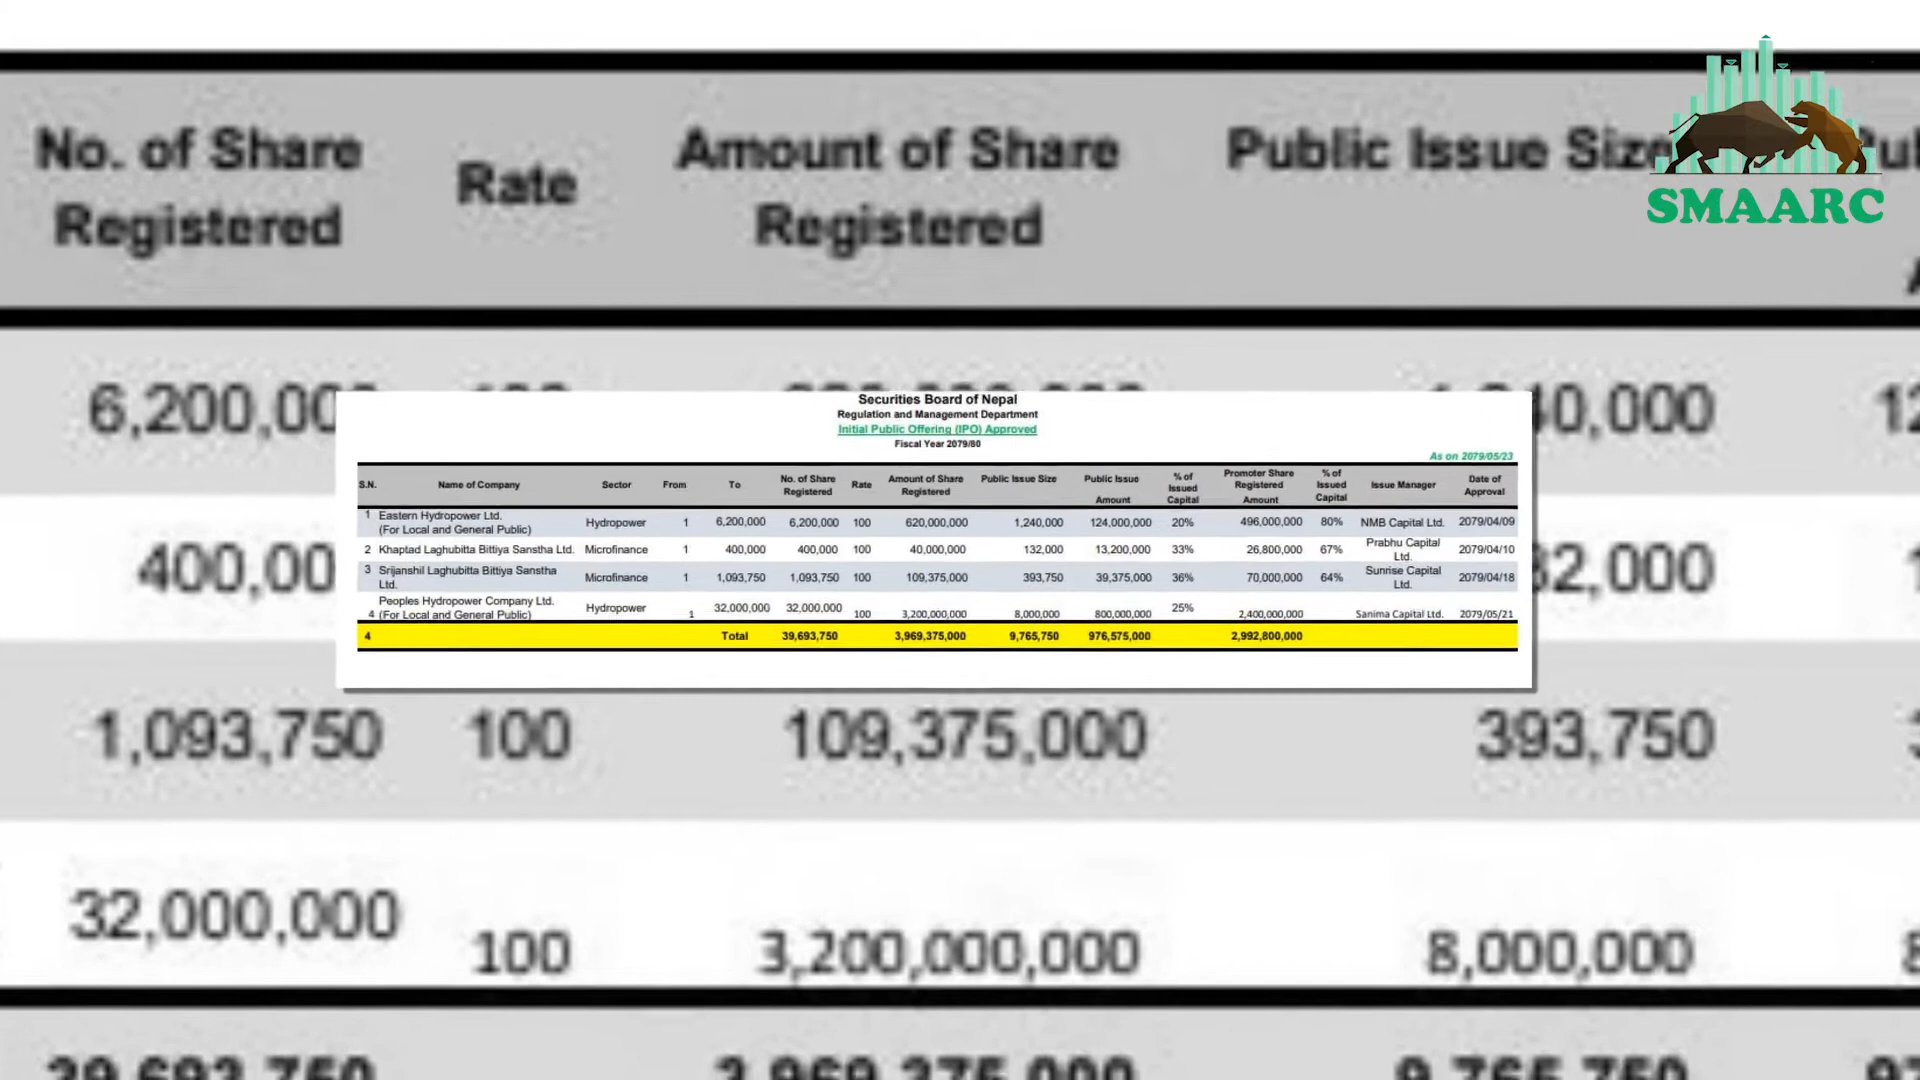 No. of Share
Registered
Rate
Amount of Share
Registered
Public Issue Size
SMAARC
6,200,00
40,000
400,00
32,000
1,093,750 100 109,375,000 393,750
32,000,000
100 3,200,000,000 8,000,000
39,693,750 3,969,375,000 9,765,750
Securities Board of Nepal
Regulation and Management Department
Initial Public Offering (IPO) Approved
Fiscal Year 2079/80
As on 2079/05/23
S.N. Name of Company Sector From To No. of Share Registered Rate Amount of Share Registered Public Issue Size Public Issue Amount % of Issued Capital Promoter Share Registered Amount % of Issued Capital Issue Manager Date of Approval
1 Eastern Hydropower Ltd. (For Local and General Public) Hydropower 1 6,200,000 6,200,000 100 620,000,000 1,240,000 124,000,000 20% 496,000,000 80% NMB Capital Ltd. 2079/04/09
2 Khaptad Laghubitta Bittiya Sanstha Ltd. Microfinance 1 400,000 400,000 100 40,000,000 132,000 13,200,000 33% 26,800,000 67% Prabhu Capital Ltd. 2079/04/10
3 Srijanshil Laghubitta Bittiya Sanstha Ltd. Microfinance 1 1,093,750 1,093,750 100 109,375,000 393,750 39,375,000 36% 70,000,000 64% Sunrise Capital Ltd. 2079/04/18
4 Peoples Hydropower Company Ltd. (For Local and General Public) Hydropower 1 32,000,000 32,000,000 100 3,200,000,000 8,000,000 800,000,000 25% 2,400,000,000 Sanima Capital Ltd. 2079/05/21
4 Total 39,693,750 3,969,375,000 9,765,750 976,575,000 2,992,800,000